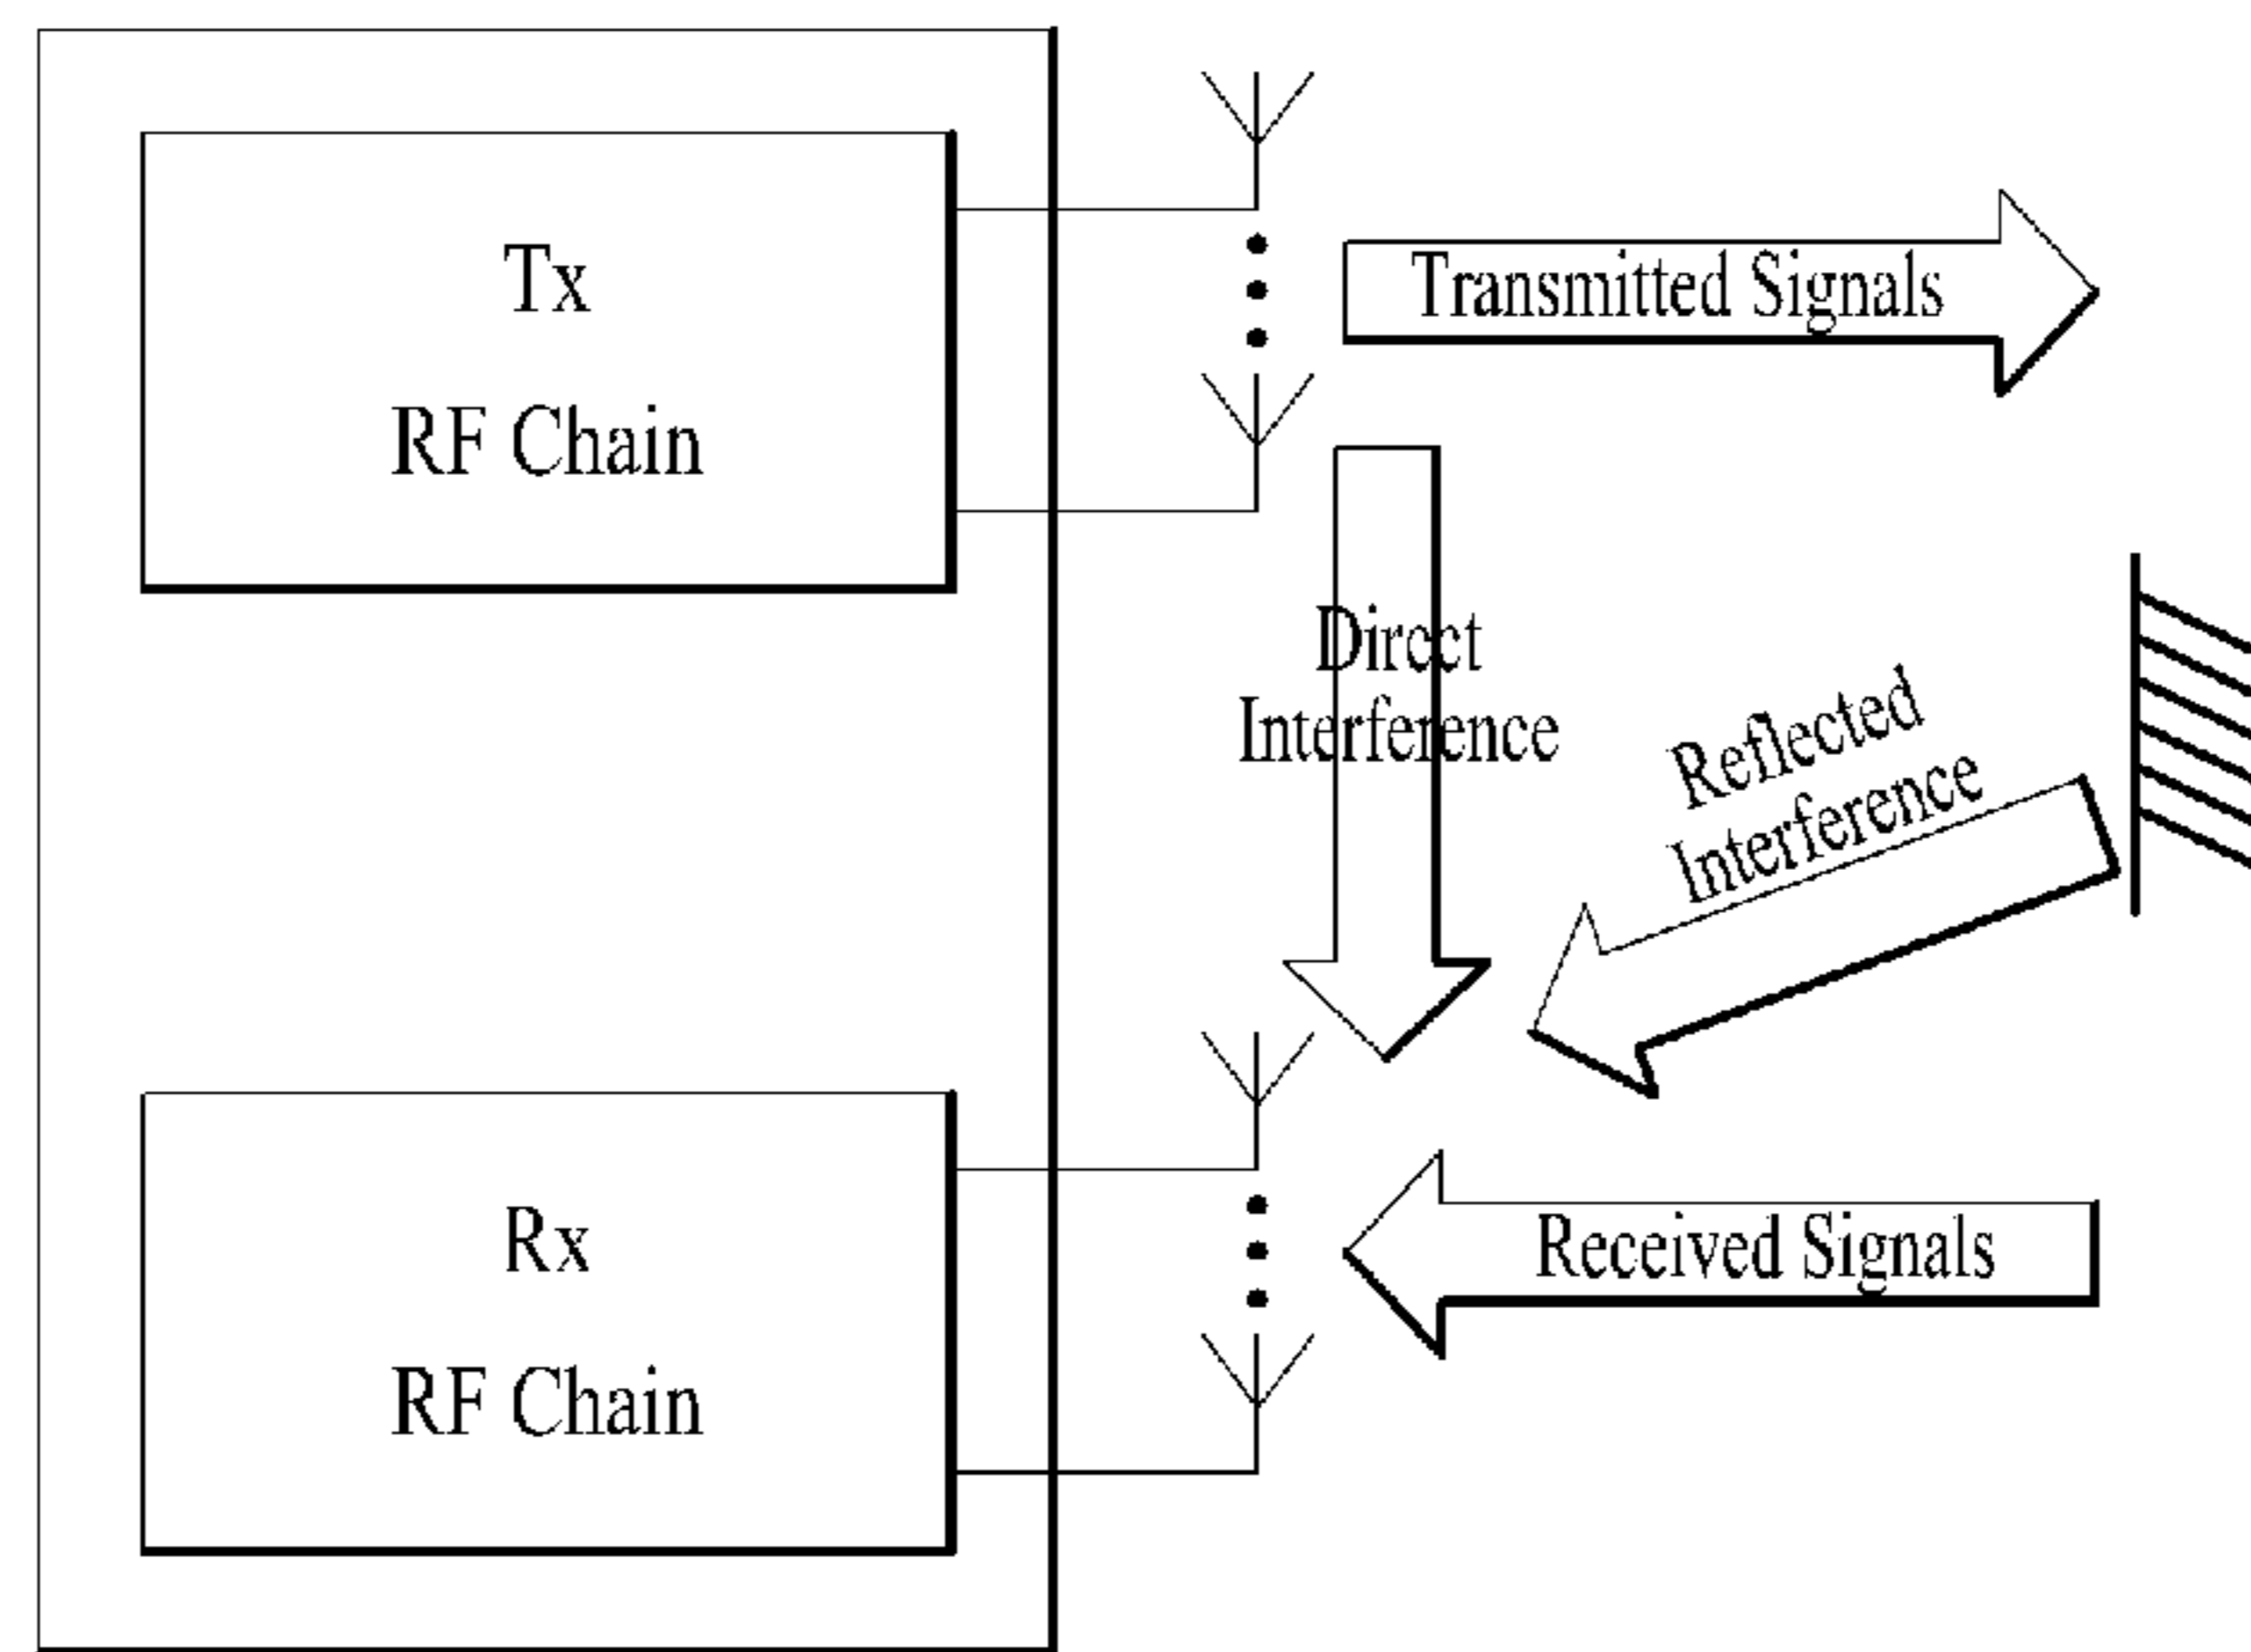 Tx
RF Chain
Transmitted Signals
Direct
Interference
Reflected
Interference
Rx
RF Chain
Received Signals